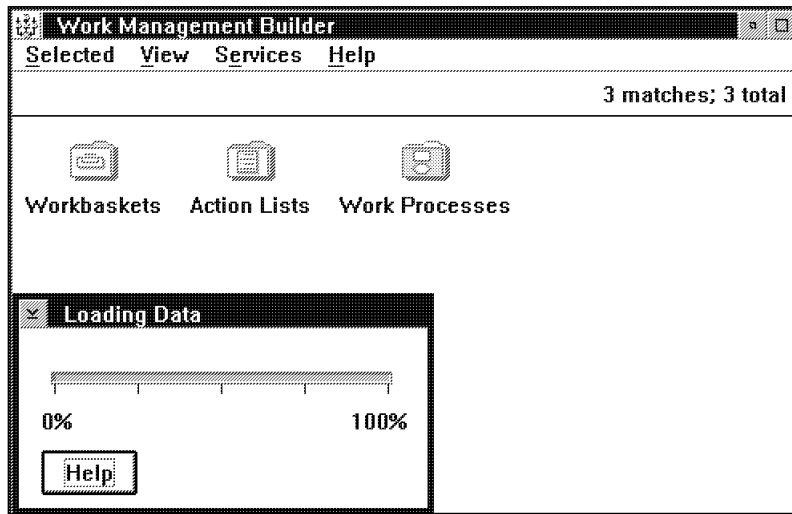 Work Management Builder
Selected View Services Help
3 matches; 3 total
Workbaskets Action Lists Work Processes
Loading Data
0% 100%
Help